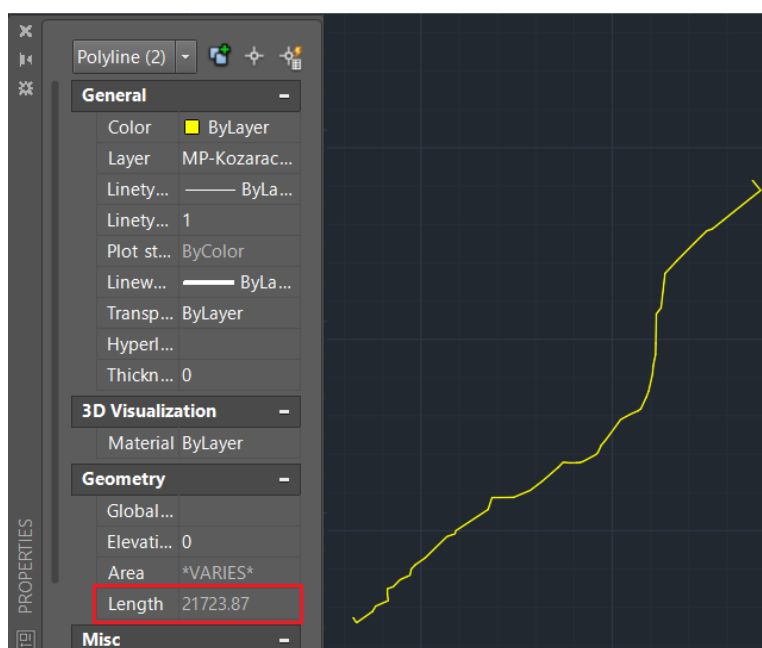 Polyline (2)
General
Color ByLayer
Layer MP-Kozarac...
Linety... ByLa...
Linety... 1
Plot st... ByColor
Linew... ByLa...
Transp... ByLayer
Hyperl...
Thickn... 0
3D Visualization
Material ByLayer
Geometry
Global...
Elevati... 0
Area *VARIES*
Length 21723.87
Misc
PROPERTIES